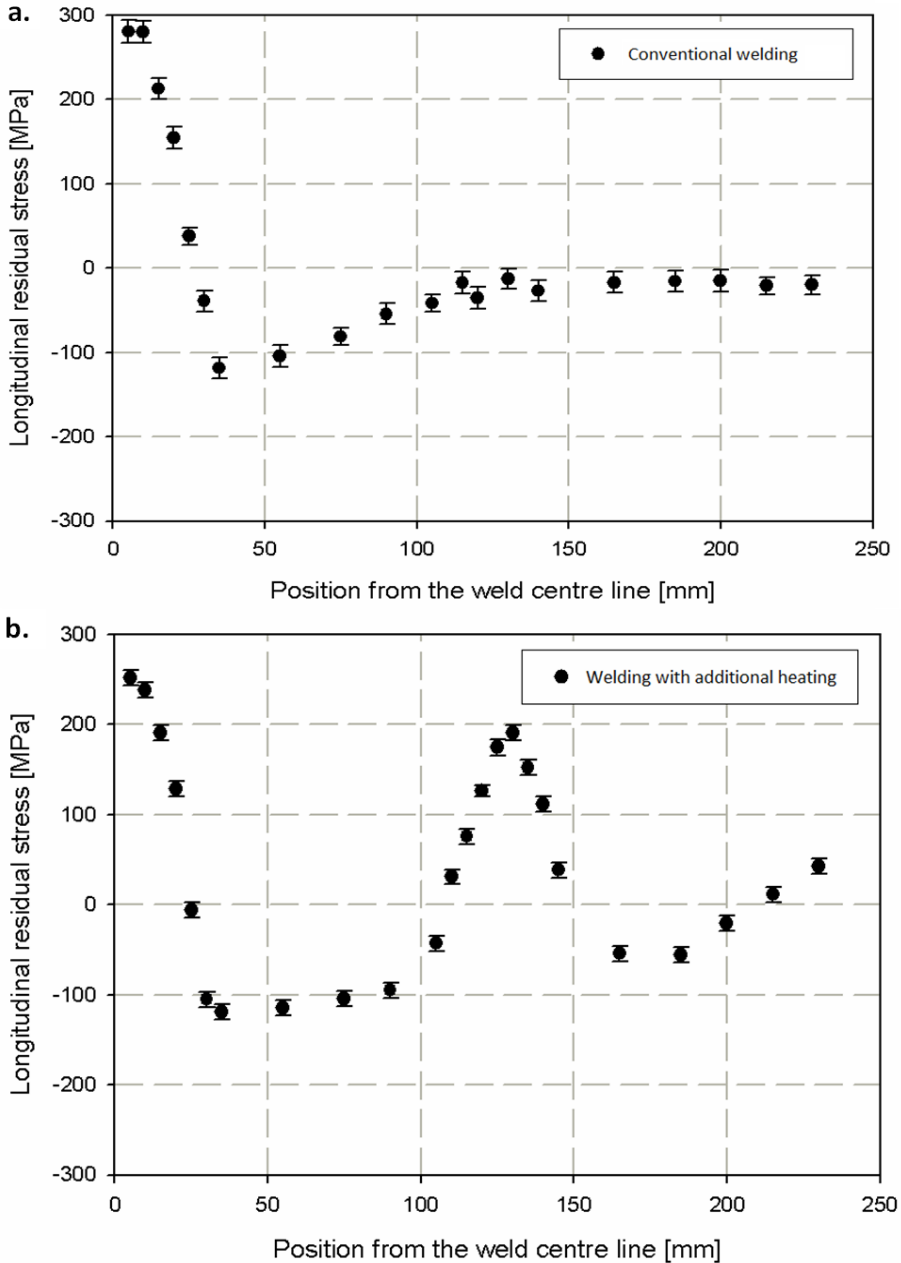 a.
300
200
100
0
-100
-200
-300
Longitudinal residual stress [MPa]
Conventional welding
0 50 100 150 200 250
Position from the weld centre line [mm]
b.
300
200
100
0
-100
-200
-300
Longitudinal residual stress [MPa]
Welding with additional heating
0 50 100 150 200 250
Position from the weld centre line [mm]